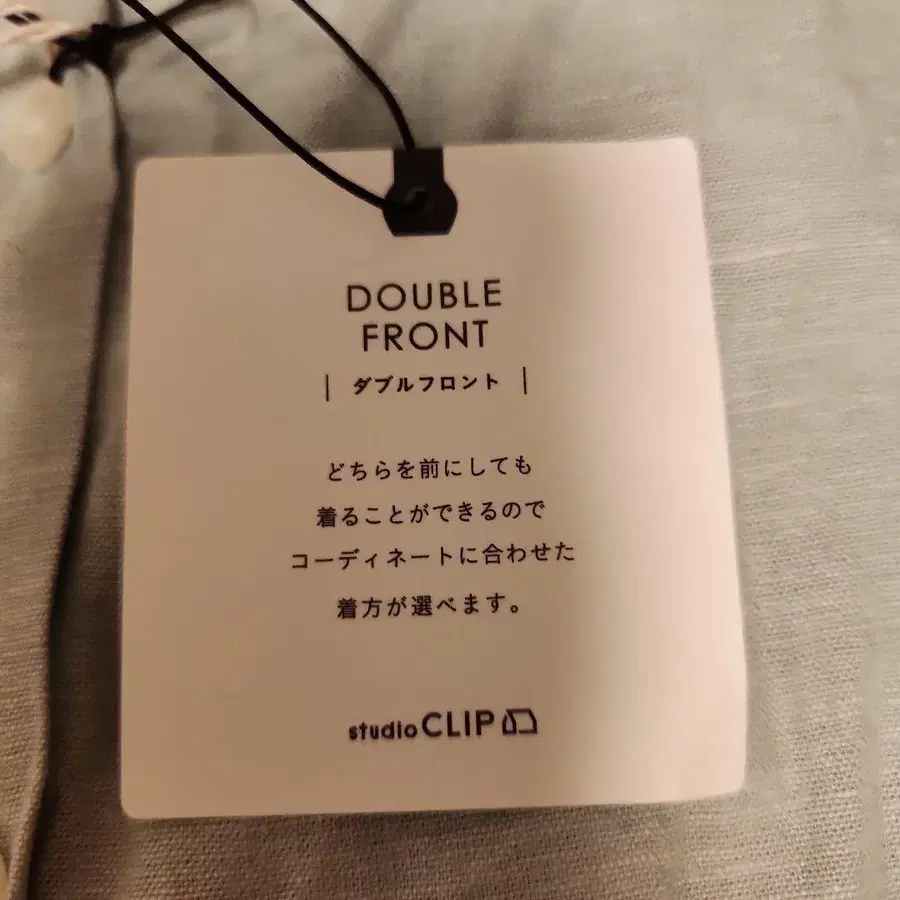 DOUBLE
FRONT
| ダブルフロント |
どちらを前にしても
着ることができるので
コーディネートに合わせた
着方が選べます。
studio CLIP